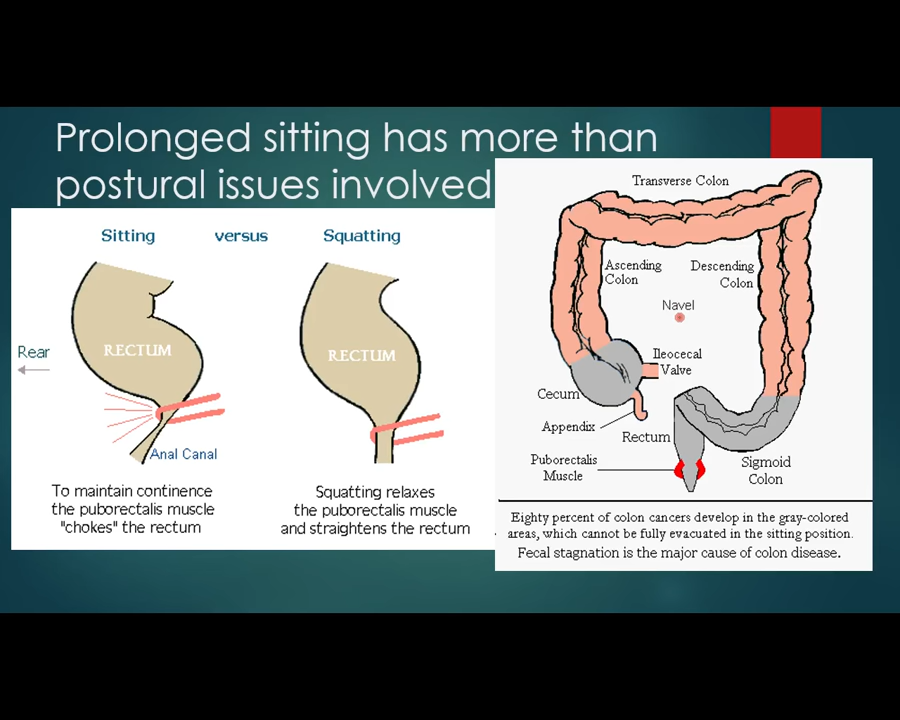 Prolonged sitting has more than
postural issues involved
Sitting versus Squatting
RECTUM
RECTUM
Rear
Anal Canal
To maintain continence
the puborectalis muscle
"chokes" the rectum
Squatting relaxes
the puborectalis muscle
and straightens the rectum
Transverse Colon
Ascending
Colon
Descending
Colon
Navel
Ileocecal
Valve
Cecum
Appendix
Rectum
Puborectalis
Muscle
Sigmoid
Colon
Eighty percent of colon cancers develop in the gray-colored
areas, which cannot be fully evacuated in the sitting position.
Fecal stagnation is the major cause of colon disease.